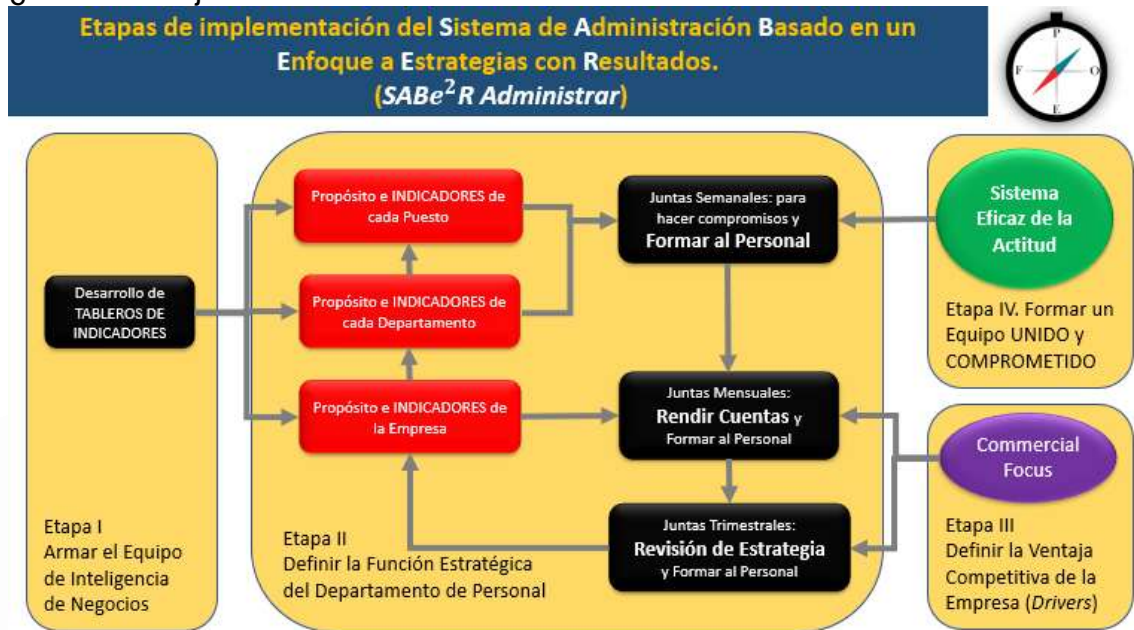 Etapas de implementación del Sistema de Administración Basado en un
Enfoque a Estrategias con Resultados.
(SABe²R Administrar)
P
F
O
E
Propósito e INDICADORES de
cada Puesto
Juntas Semanales: para
hacer compromisos y
Formar al Personal
Sistema
Eficaz de la
Actitud
Desarrollo de
TABLEROS DE
INDICADORES
Propósito e INDICADORES de
cada Departamento
Etapa IV. Formar un
Equipo UNIDO y
COMPROMETIDO
Propósito e INDICADORES de
la Empresa
Juntas Mensuales:
Rendir Cuentas y
Formar al Personal
Commercial
Focus
Etapa I
Armar el Equipo
de Inteligencia
de Negocios
Etapa II
Definir la Función Estratégica
del Departamento de Personal
Juntas Trimestrales:
Revisión de Estrategia
y Formar al Personal
Etapa III
Definir la Ventaja
Competitiva de la
Empresa (Drivers)